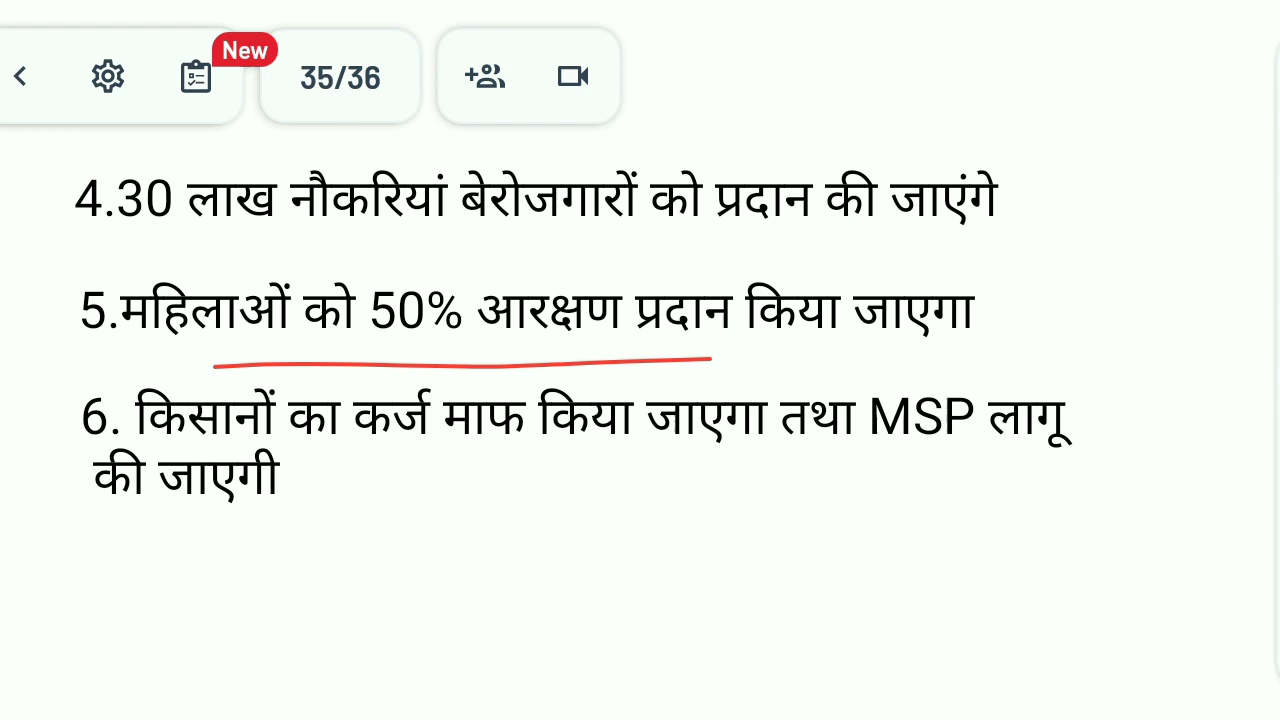 New
35/36
4.30 लाख नौकरियां बेरोजगारों को प्रदान की जाएंगे
5.महिलाओं को 50% आरक्षण प्रदान किया जाएगा
6. किसानों का कर्ज माफ किया जाएगा तथा MSP लागू
की जाएगी